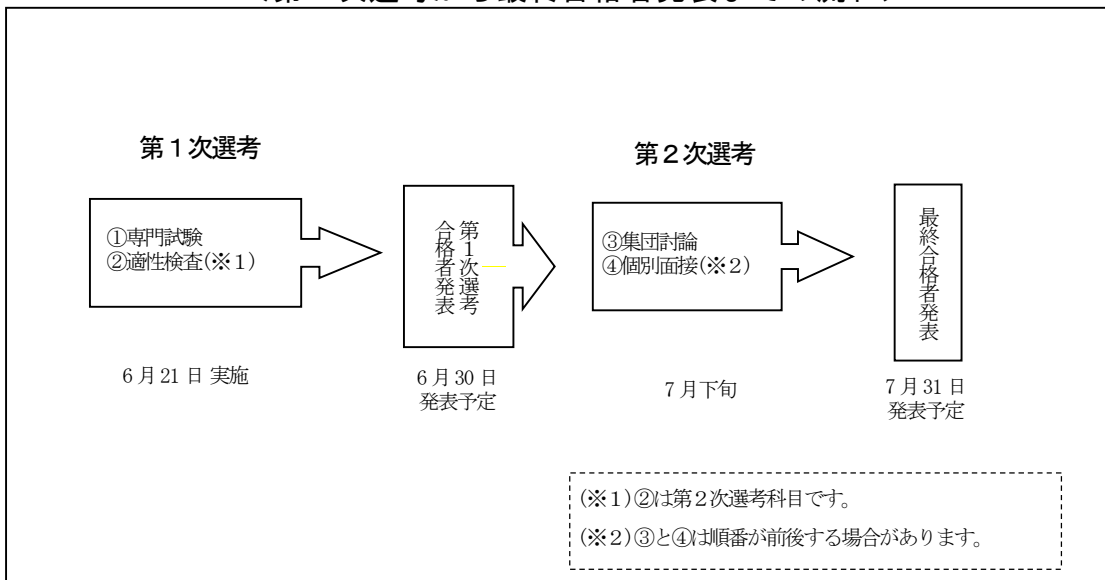 第１次選考
①専門試験
②適性検査(※１)
6月21日 実施
第１次選考
合格者発表
6月30日
発表予定
第２次選考
③集団討論
④個別面接(※２)
7月下旬
最終合格者発表
7月31日
発表予定
(※１)②は第２次選考科目です。
(※２)③と④は順番が前後する場合があります。